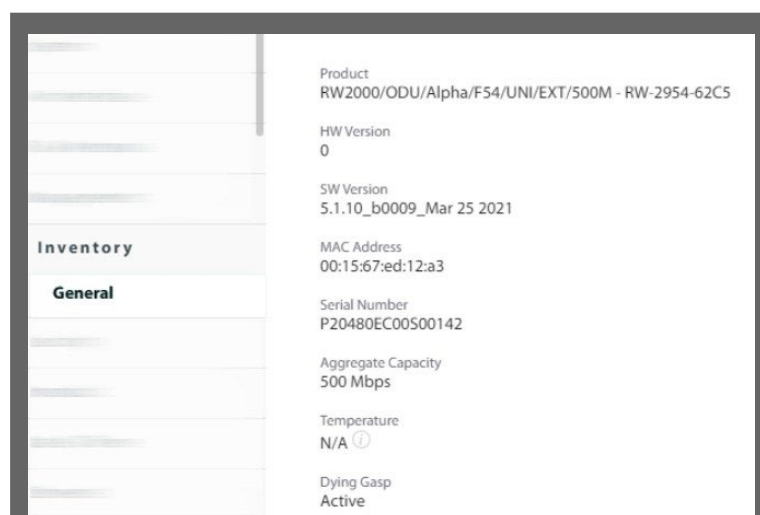 Inventory
General
Product
RW2000/ODU/Alpha/F54/UNI/EXT/500M - RW-2954-62C5
HW Version
0
SW Version
5.1.10_b0009_Mar 25 2021
MAC Address
00:15:67:ed:12:a3
Serial Number
P20480EC00S00142
Aggregate Capacity
500 Mbps
Temperature
N/A
Dying Gasp
Active